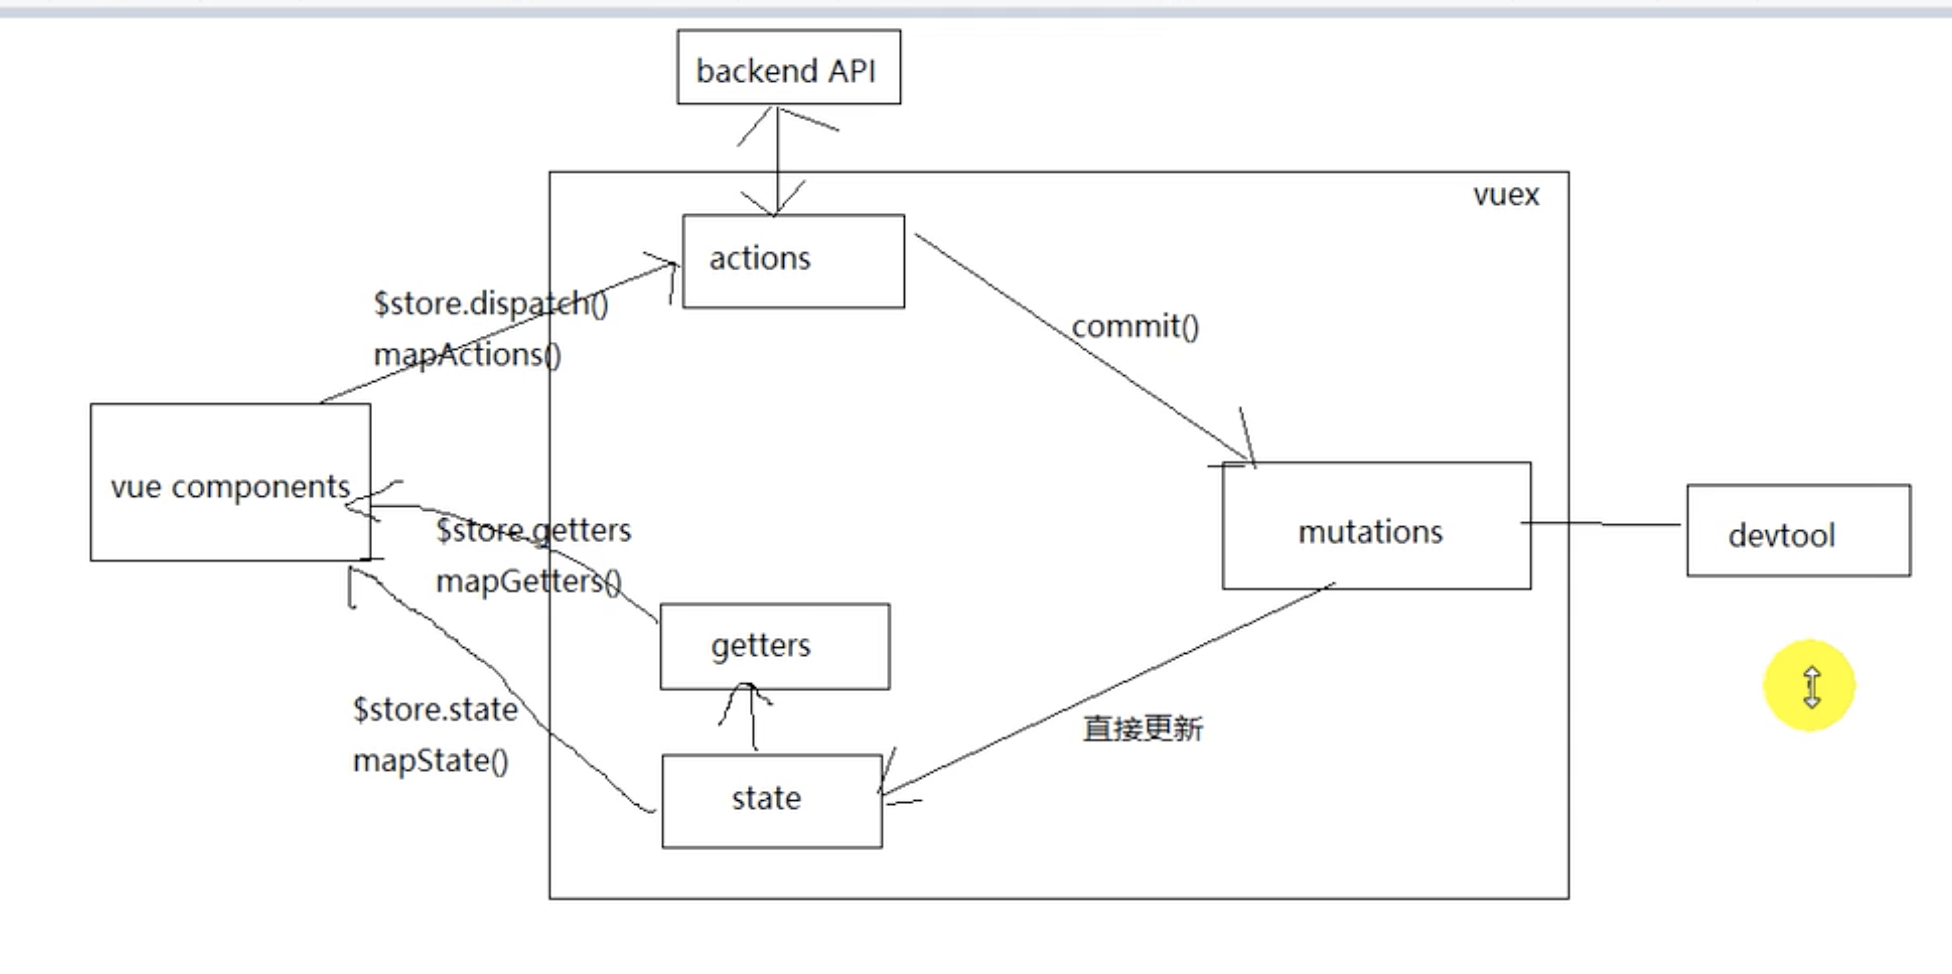 backend API
vuex
actions
$store.dispatch()
mapActions()
commit()
vue components
$store.getters
mapGetters()
mutations
devtool
getters
$store.state
mapState()
直接更新
state